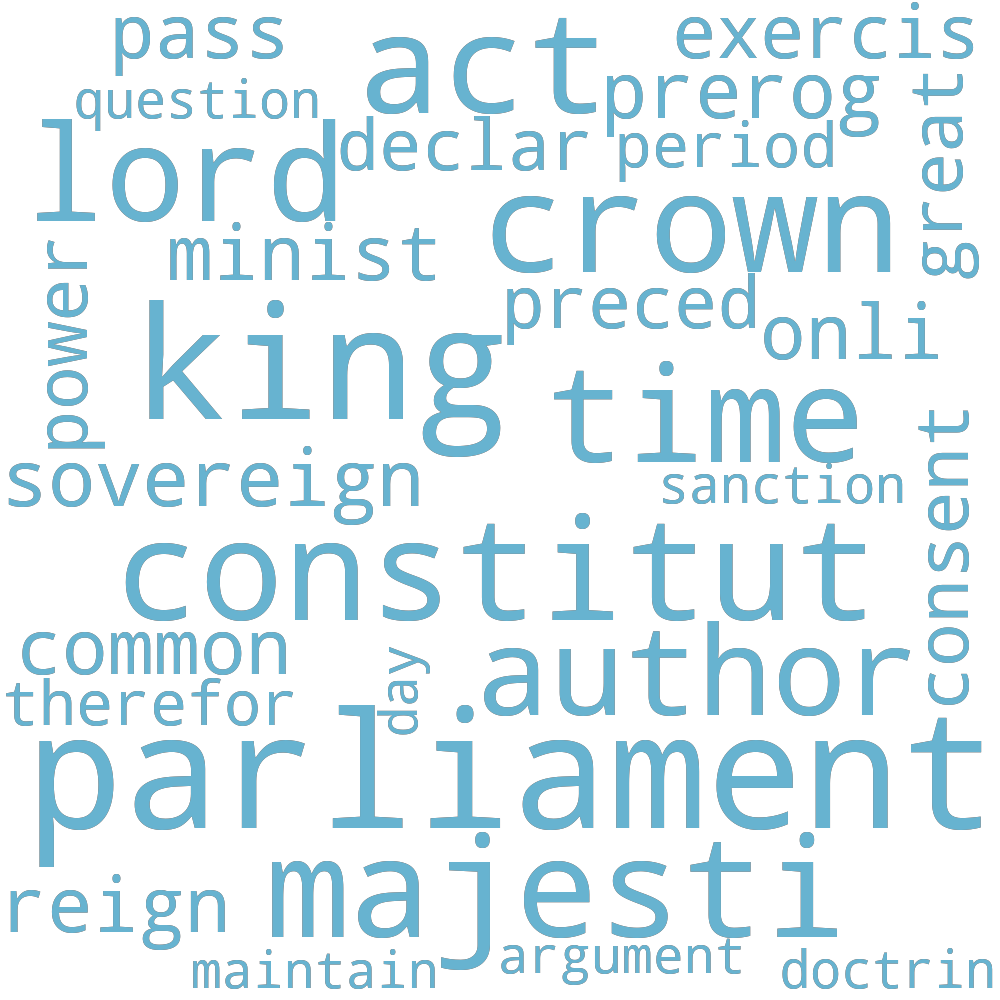 pass
act
exercis
question
prerog
great
lord
declar
period
crown
minist
power
preced
king
onli
time
consent
sovereign
sanction
constitut
common
author
therefor
day
parliament
majesti
reign
argument
maintain
doctrin